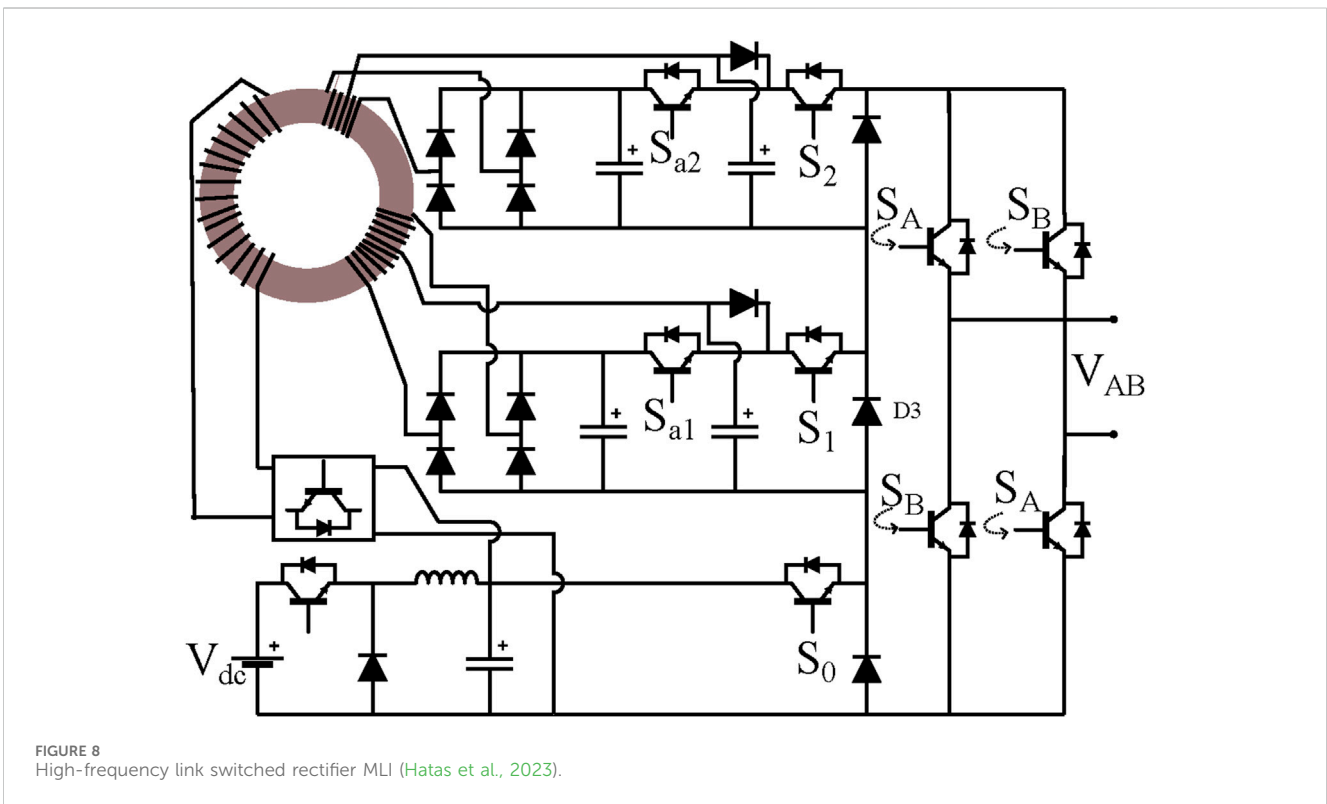 +
+
S_a2
S_2
S_A
S_B
+
+
S_a1
S_1
D3
V_AB
S_B
S_A
V_dc
+
+
S_0
FIGURE 8
High-frequency link switched rectifier MLI (Hatas et al., 2023).